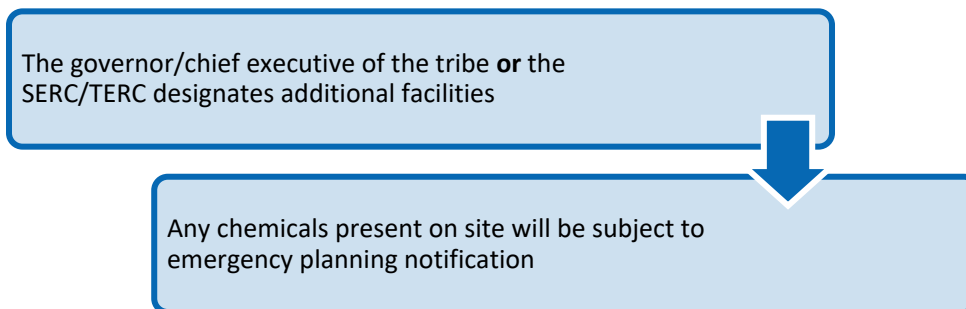 The governor/chief executive of the tribe or the
SERC/TERC designates additional facilities
Any chemicals present on site will be subject to
emergency planning notification